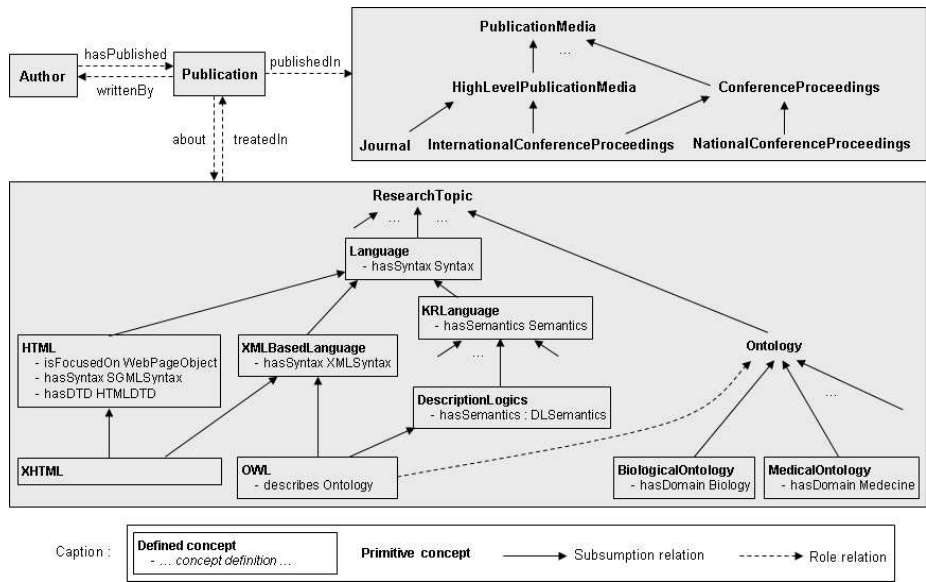 PublicationMedia
...
hasPublished
Author
Publication
publishedIn
writtenBy
HighLevelPublicationMedia
ConferenceProceedings
about
treatedIn
Journal
InternationalConferenceProceedings
NationalConferenceProceedings
ResearchTopic
... ...
Language
- hasSyntax Syntax
KRLanguage
- hasSemantics Semantics
HTML
- isFocusedOn WebPageObject
- hasSyntax SGMLSyntax
- hasDTD HTMLDTD
XMLBasedLanguage
- hasSyntax XMLSyntax
...
Ontology
DescriptionLogics
- hasSemantics : DLSemantics
...
XHTML
OWL
- describes Ontology
BiologicalOntology
- hasDomain Biology
MedicalOntology
- hasDomain Medecine
Caption :
Defined concept
- ... concept definition ...
Primitive concept
Subsumption relation
Role relation